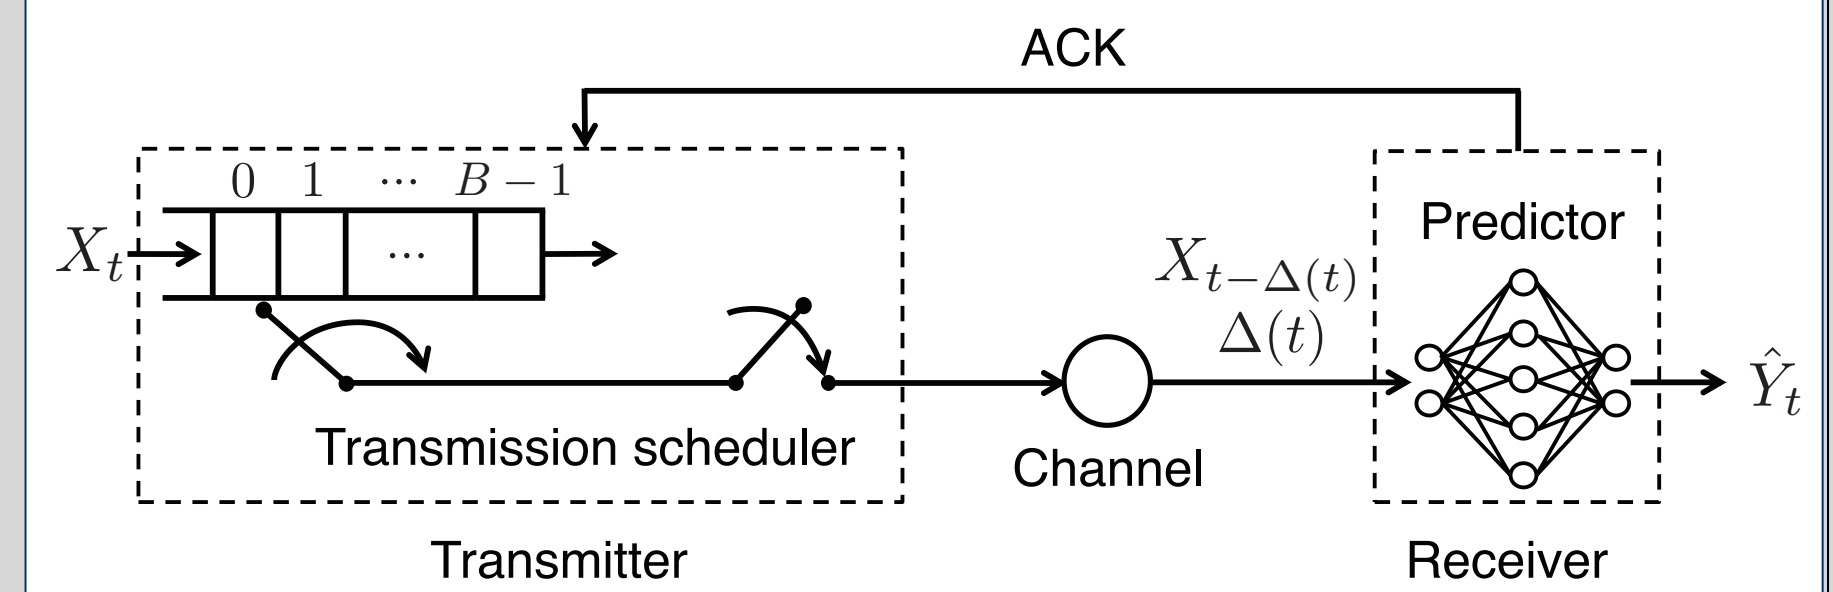 ACK
0 1 ··· B − 1
X_t
···
Predictor
X_{t−Δ(t)}
Δ(t)
Ŷ_t
Transmission scheduler
Channel
Transmitter
Receiver